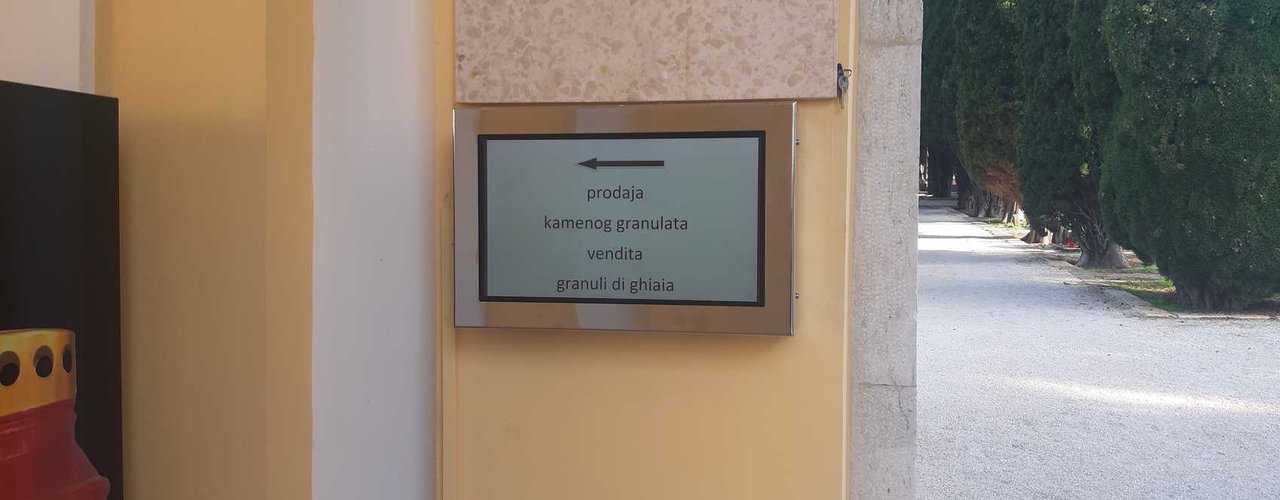 prodaja
kamenog granulata
vendita
granuli di ghiaia